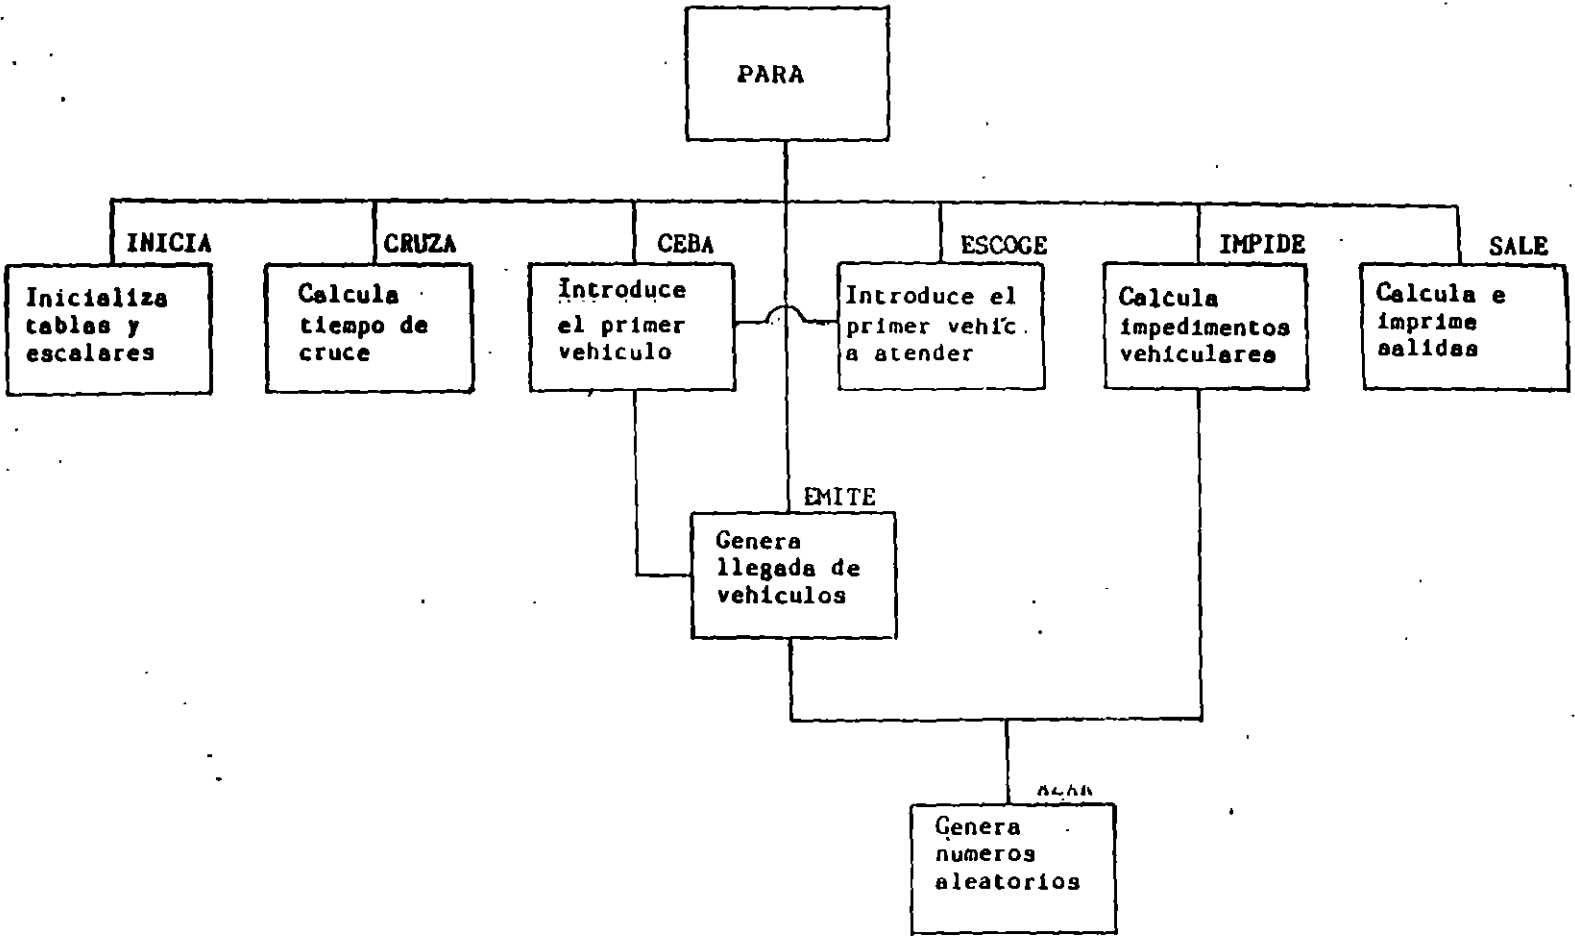 PARA
INICIA
Inicializa
tablas y
escalares
CRUZA
Calcula
tiempo de
cruce
CEBA
Introduce
el primer
vehiculo
ESCOGE
Introduce el
primer vehic.
a atender
IMPIDE
Calcula
impedimentos
vehiculares
SALE
Calcula e
imprime
salidas
EMITE
Genera
llegada de
vehiculos
Genera
numeros
aleatorios